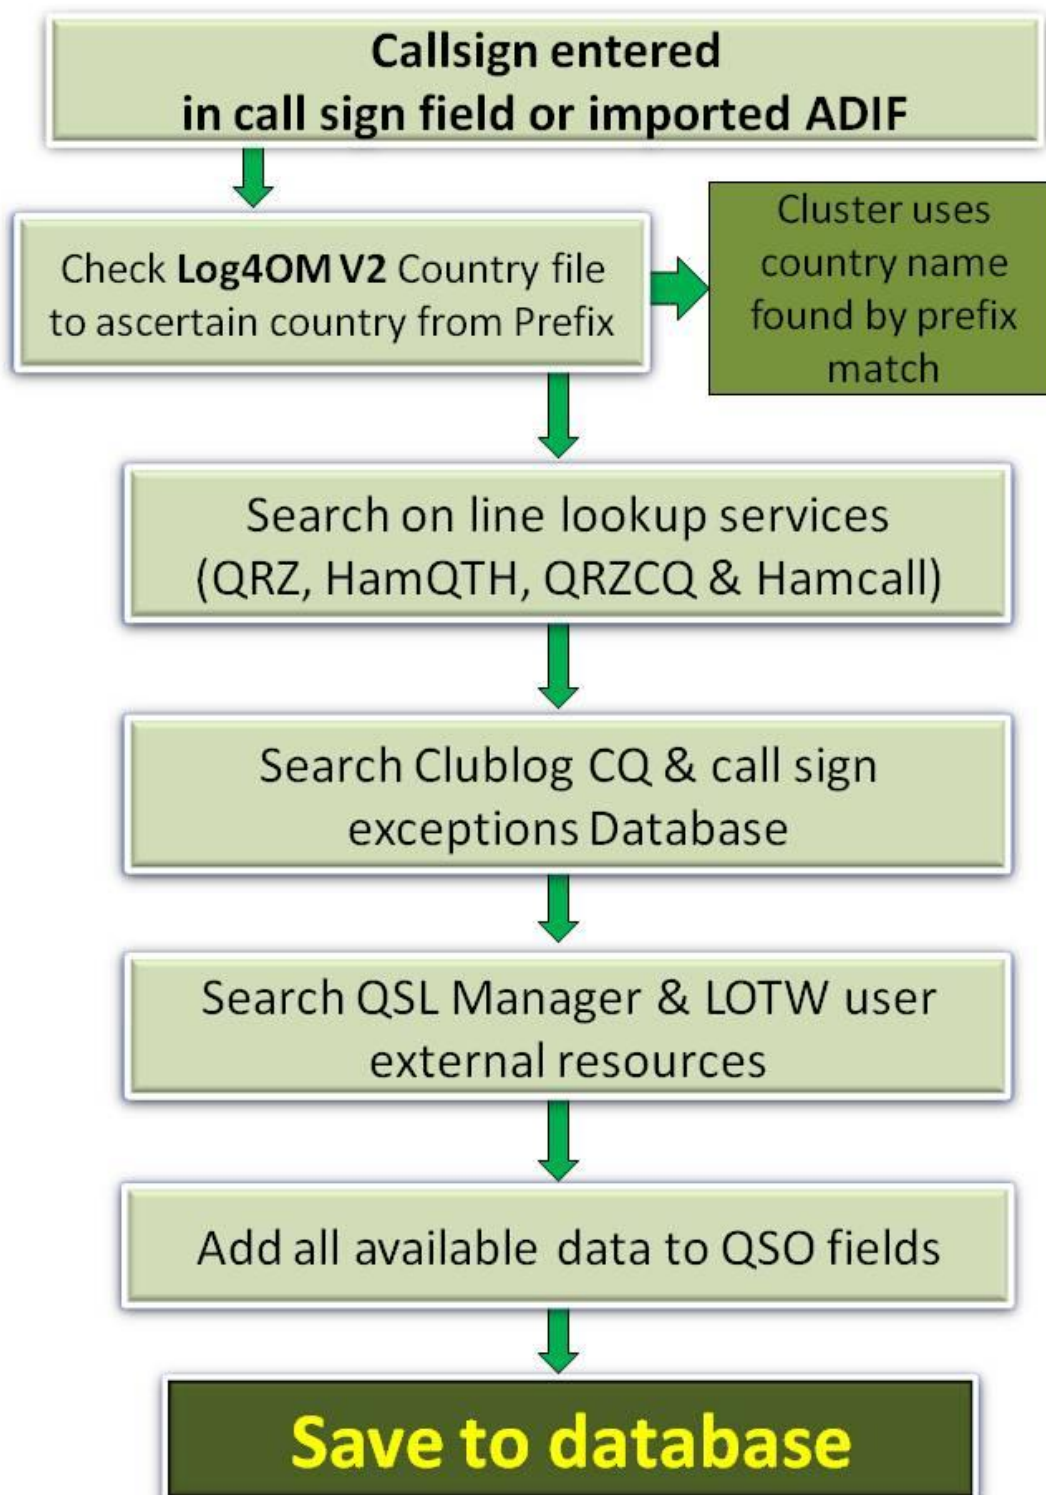 Callsign entered
in call sign field or imported ADIF
Check Log4OM V2 Country file
to ascertain country from Prefix
Cluster uses
country name
found by prefix
match
Search on line lookup services
(QRZ, HamQTH, QRZCQ & Hamcall)
Search Clublog CQ & call sign
exceptions Database
Search QSL Manager & LOTW user
external resources
Add all available data to QSO fields
Save to database